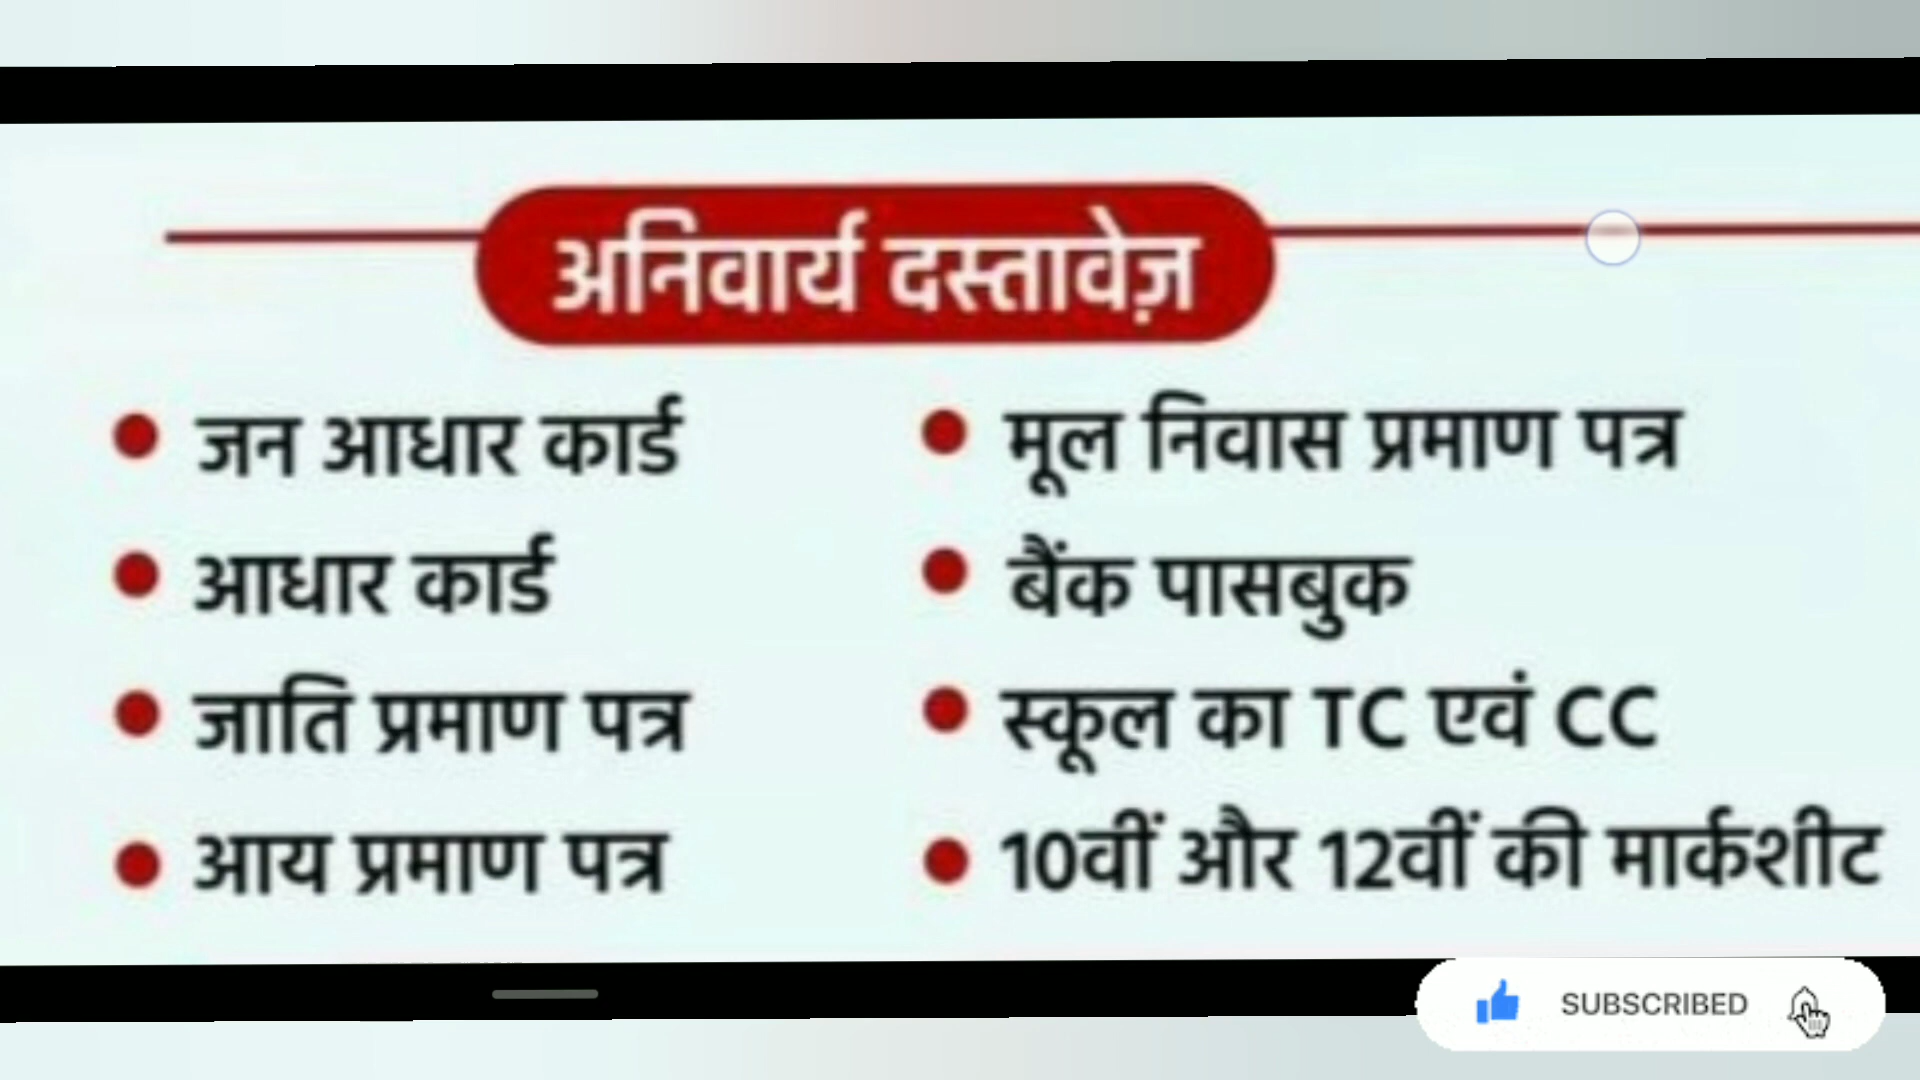 अनिवार्य दस्तावेज़
जन आधार कार्ड
आधार कार्ड
जाति प्रमाण पत्र
आय प्रमाण पत्र
मूल निवास प्रमाण पत्र
बैंक पासबुक
स्कूल का TC एवं CC
10वीं और 12वीं की मार्कशीट
SUBSCRIBED